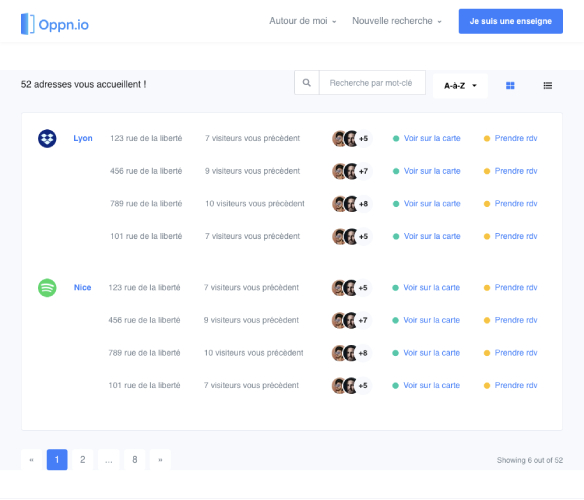 Oppn.io
Autour de moi
Nouvelle recherche
Je suis une enseigne
52 adresses vous accueillent !
Recherche par mot-clé
A-à-Z
Lyon 123 rue de la liberté 7 visiteurs vous précèdent +5 Voir sur la carte Prendre rdv
456 rue de la liberté 9 visiteurs vous précèdent +7 Voir sur la carte Prendre rdv
789 rue de la liberté 10 visiteurs vous précèdent +8 Voir sur la carte Prendre rdv
101 rue de la liberté 7 visiteurs vous précèdent +5 Voir sur la carte Prendre rdv
Nice 123 rue de la liberté 7 visiteurs vous précèdent +5 Voir sur la carte Prendre rdv
456 rue de la liberté 9 visiteurs vous précèdent +7 Voir sur la carte Prendre rdv
789 rue de la liberté 10 visiteurs vous précèdent +8 Voir sur la carte Prendre rdv
101 rue de la liberté 7 visiteurs vous précèdent +5 Voir sur la carte Prendre rdv
« 1 2 ... 8 »
Showing 6 out of 52